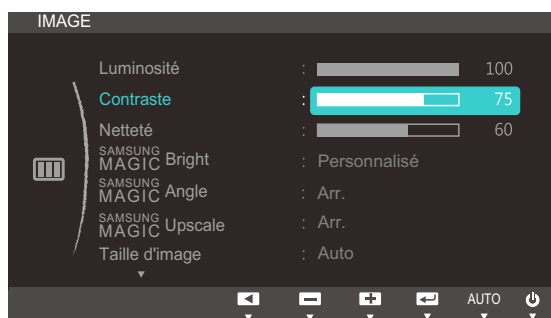 IMAGE
Luminosité : 100
Contraste : 75
Netteté : 60
SAMSUNG MAGIC Bright : Personnalisé
SAMSUNG MAGIC Angle : Arr.
SAMSUNG MAGIC Upscale : Arr.
Taille d'image : Auto
AUTO